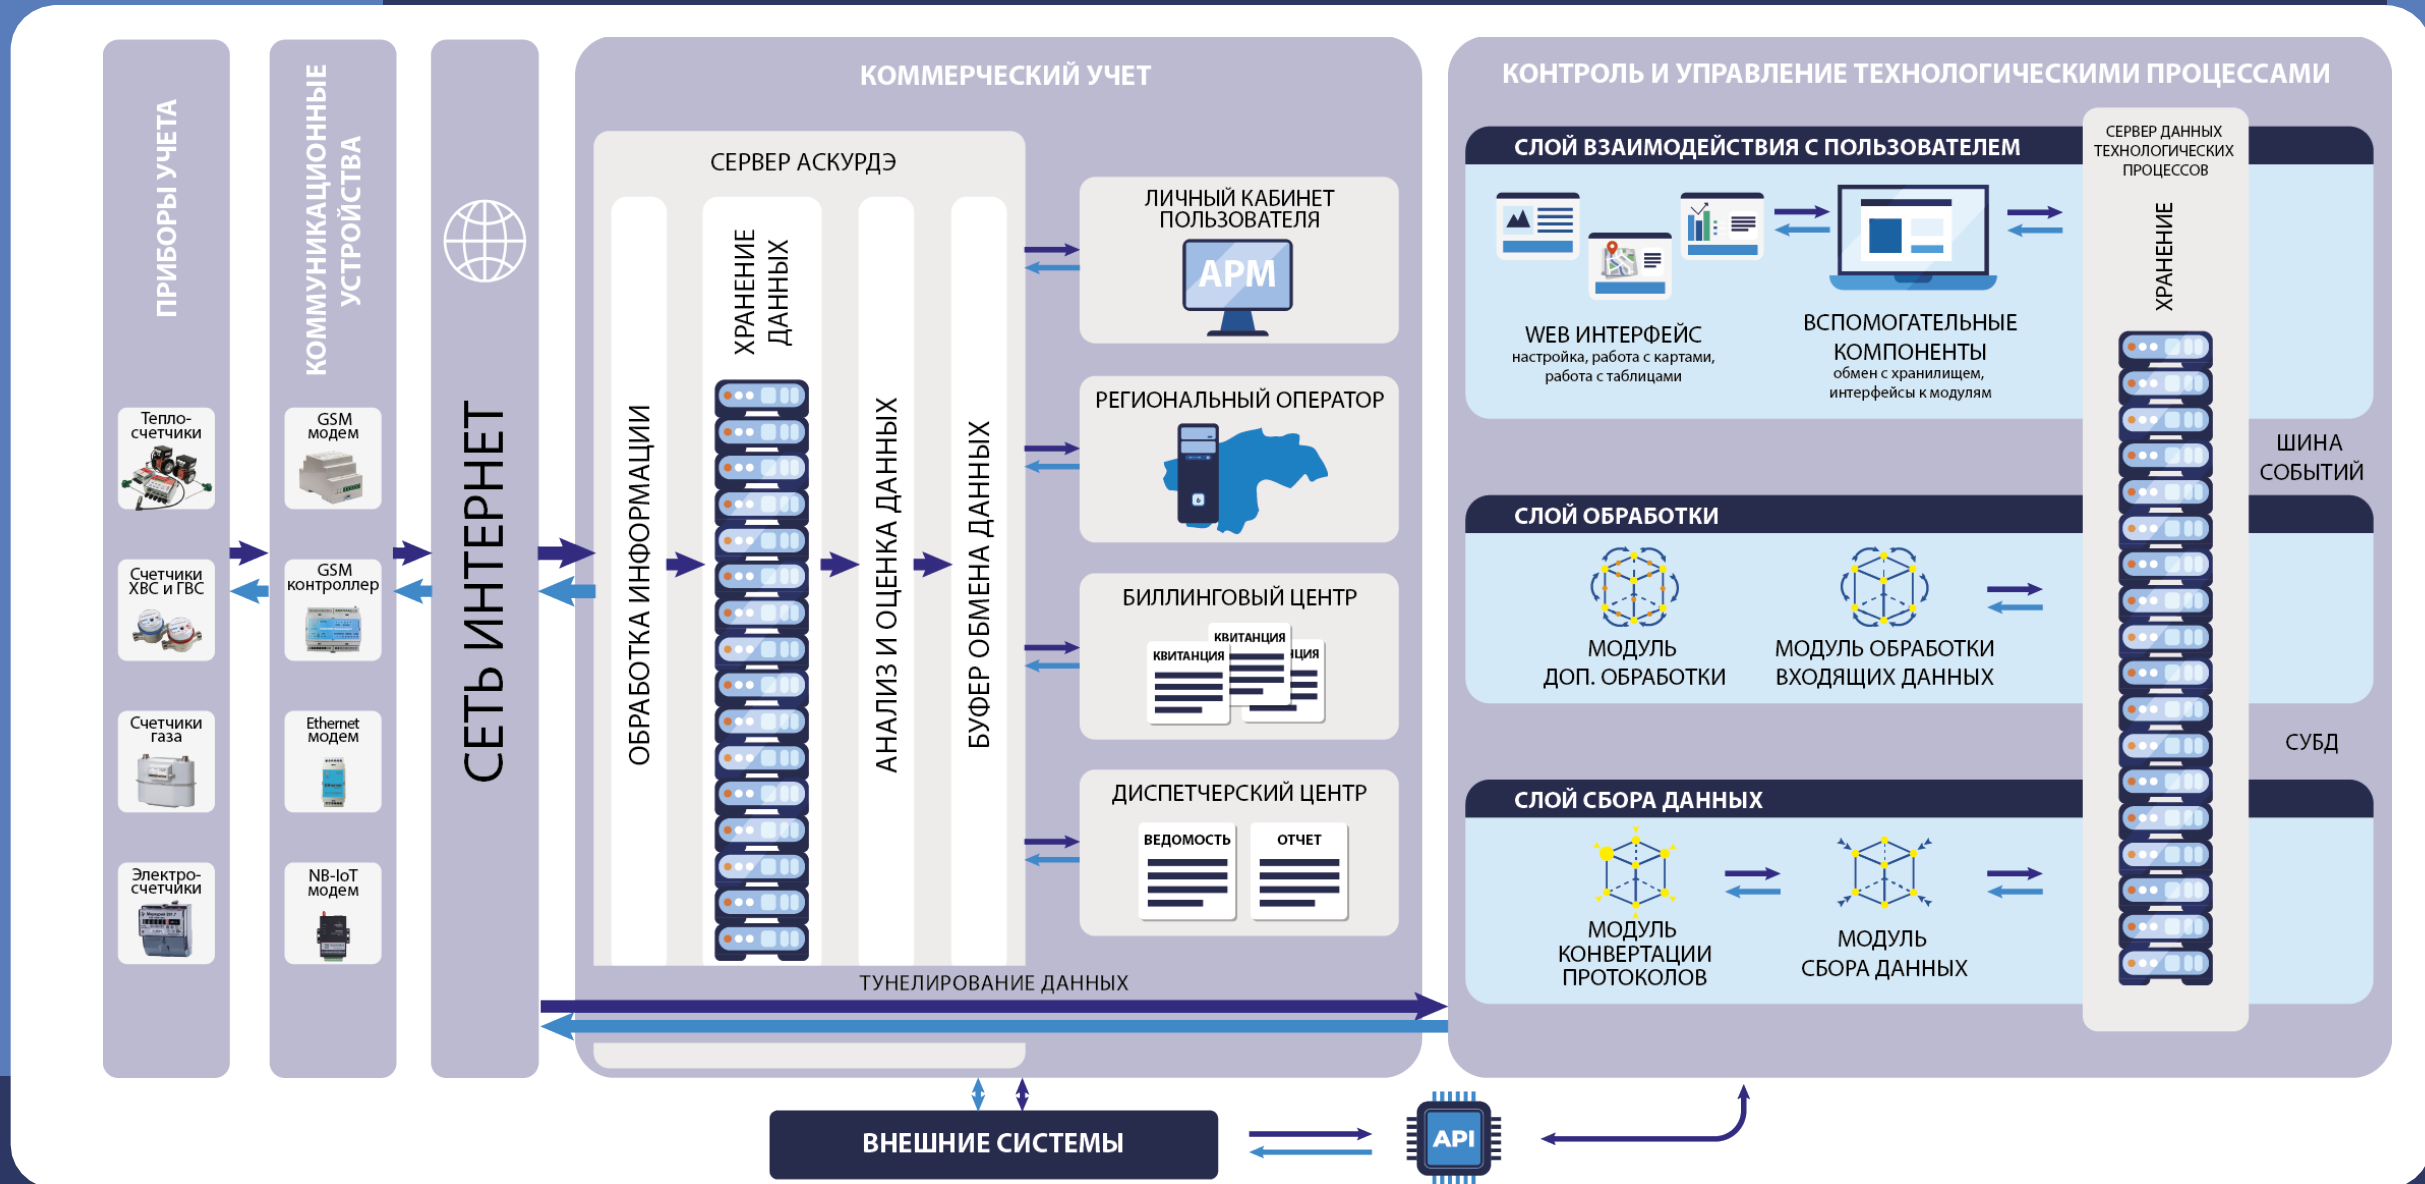 ПРИБОРЫ УЧЕТА
Тепло-
счетчики
Счетчики
ХВС и ГВС
Счетчики
газа
Электро-
счетчики
КОММУНИКАЦИОННЫЕ
УСТРОЙСТВА
GSM
модем
GSM
контроллер
Ethernet
модем
NB-IoT
модем
СЕТЬ ИНТЕРНЕТ
КОММЕРЧЕСКИЙ УЧЕТ
СЕРВЕР АСКУРДЭ
ОБРАБОТКА ИНФОРМАЦИИ
ХРАНЕНИЕ
ДАННЫХ
АНАЛИЗ И ОЦЕНКА ДАННЫХ
БУФЕР ОБМЕНА ДАННЫХ
ЛИЧНЫЙ КАБИНЕТ
ПОЛЬЗОВАТЕЛЯ
АРМ
РЕГИОНАЛЬНЫЙ ОПЕРАТОР
БИЛЛИНГОВЫЙ ЦЕНТР
КВИТАНЦИЯ
КВИТАНЦИЯ
НЦИЯ
ДИСПЕТЧЕРСКИЙ ЦЕНТР
ВЕДОМОСТЬ
ОТЧЕТ
ТУНЕЛИРОВАНИЕ ДАННЫХ
КОНТРОЛЬ И УПРАВЛЕНИЕ ТЕХНОЛОГИЧЕСКИМИ ПРОЦЕССАМИ
СЛОЙ ВЗАИМОДЕЙСТВИЯ С ПОЛЬЗОВАТЕЛЕМ
WEB ИНТЕРФЕЙС
настройка, работа с картами,
работа с таблицами
ВСПОМОГАТЕЛЬНЫЕ
КОМПОНЕНТЫ
обмен с хранилищем,
интерфейсы к модулям
СЕРВЕР ДАННЫХ
ТЕХНОЛОГИЧЕСКИХ
ПРОЦЕССОВ
ХРАНЕНИЕ
ШИНА
СОБЫТИЙ
СЛОЙ ОБРАБОТКИ
МОДУЛЬ
ДОП. ОБРАБОТКИ
МОДУЛЬ ОБРАБОТКИ
ВХОДЯЩИХ ДАННЫХ
СУБД
СЛОЙ СБОРА ДАННЫХ
МОДУЛЬ
КОНВЕРТАЦИИ
ПРОТОКОЛОВ
МОДУЛЬ
СБОРА ДАННЫХ
ВНЕШНИЕ СИСТЕМЫ
API